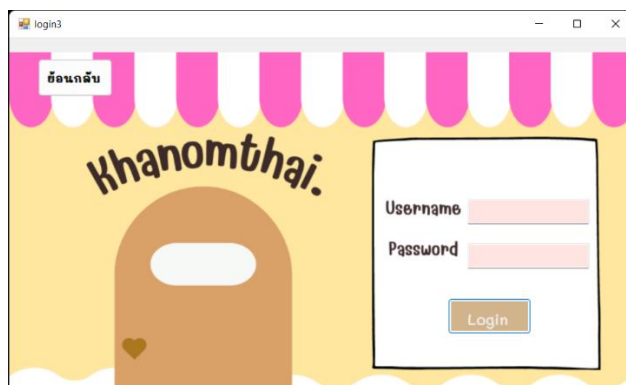 login3
ย้อนกลับ
Khanomthai.
Username
Password
Login